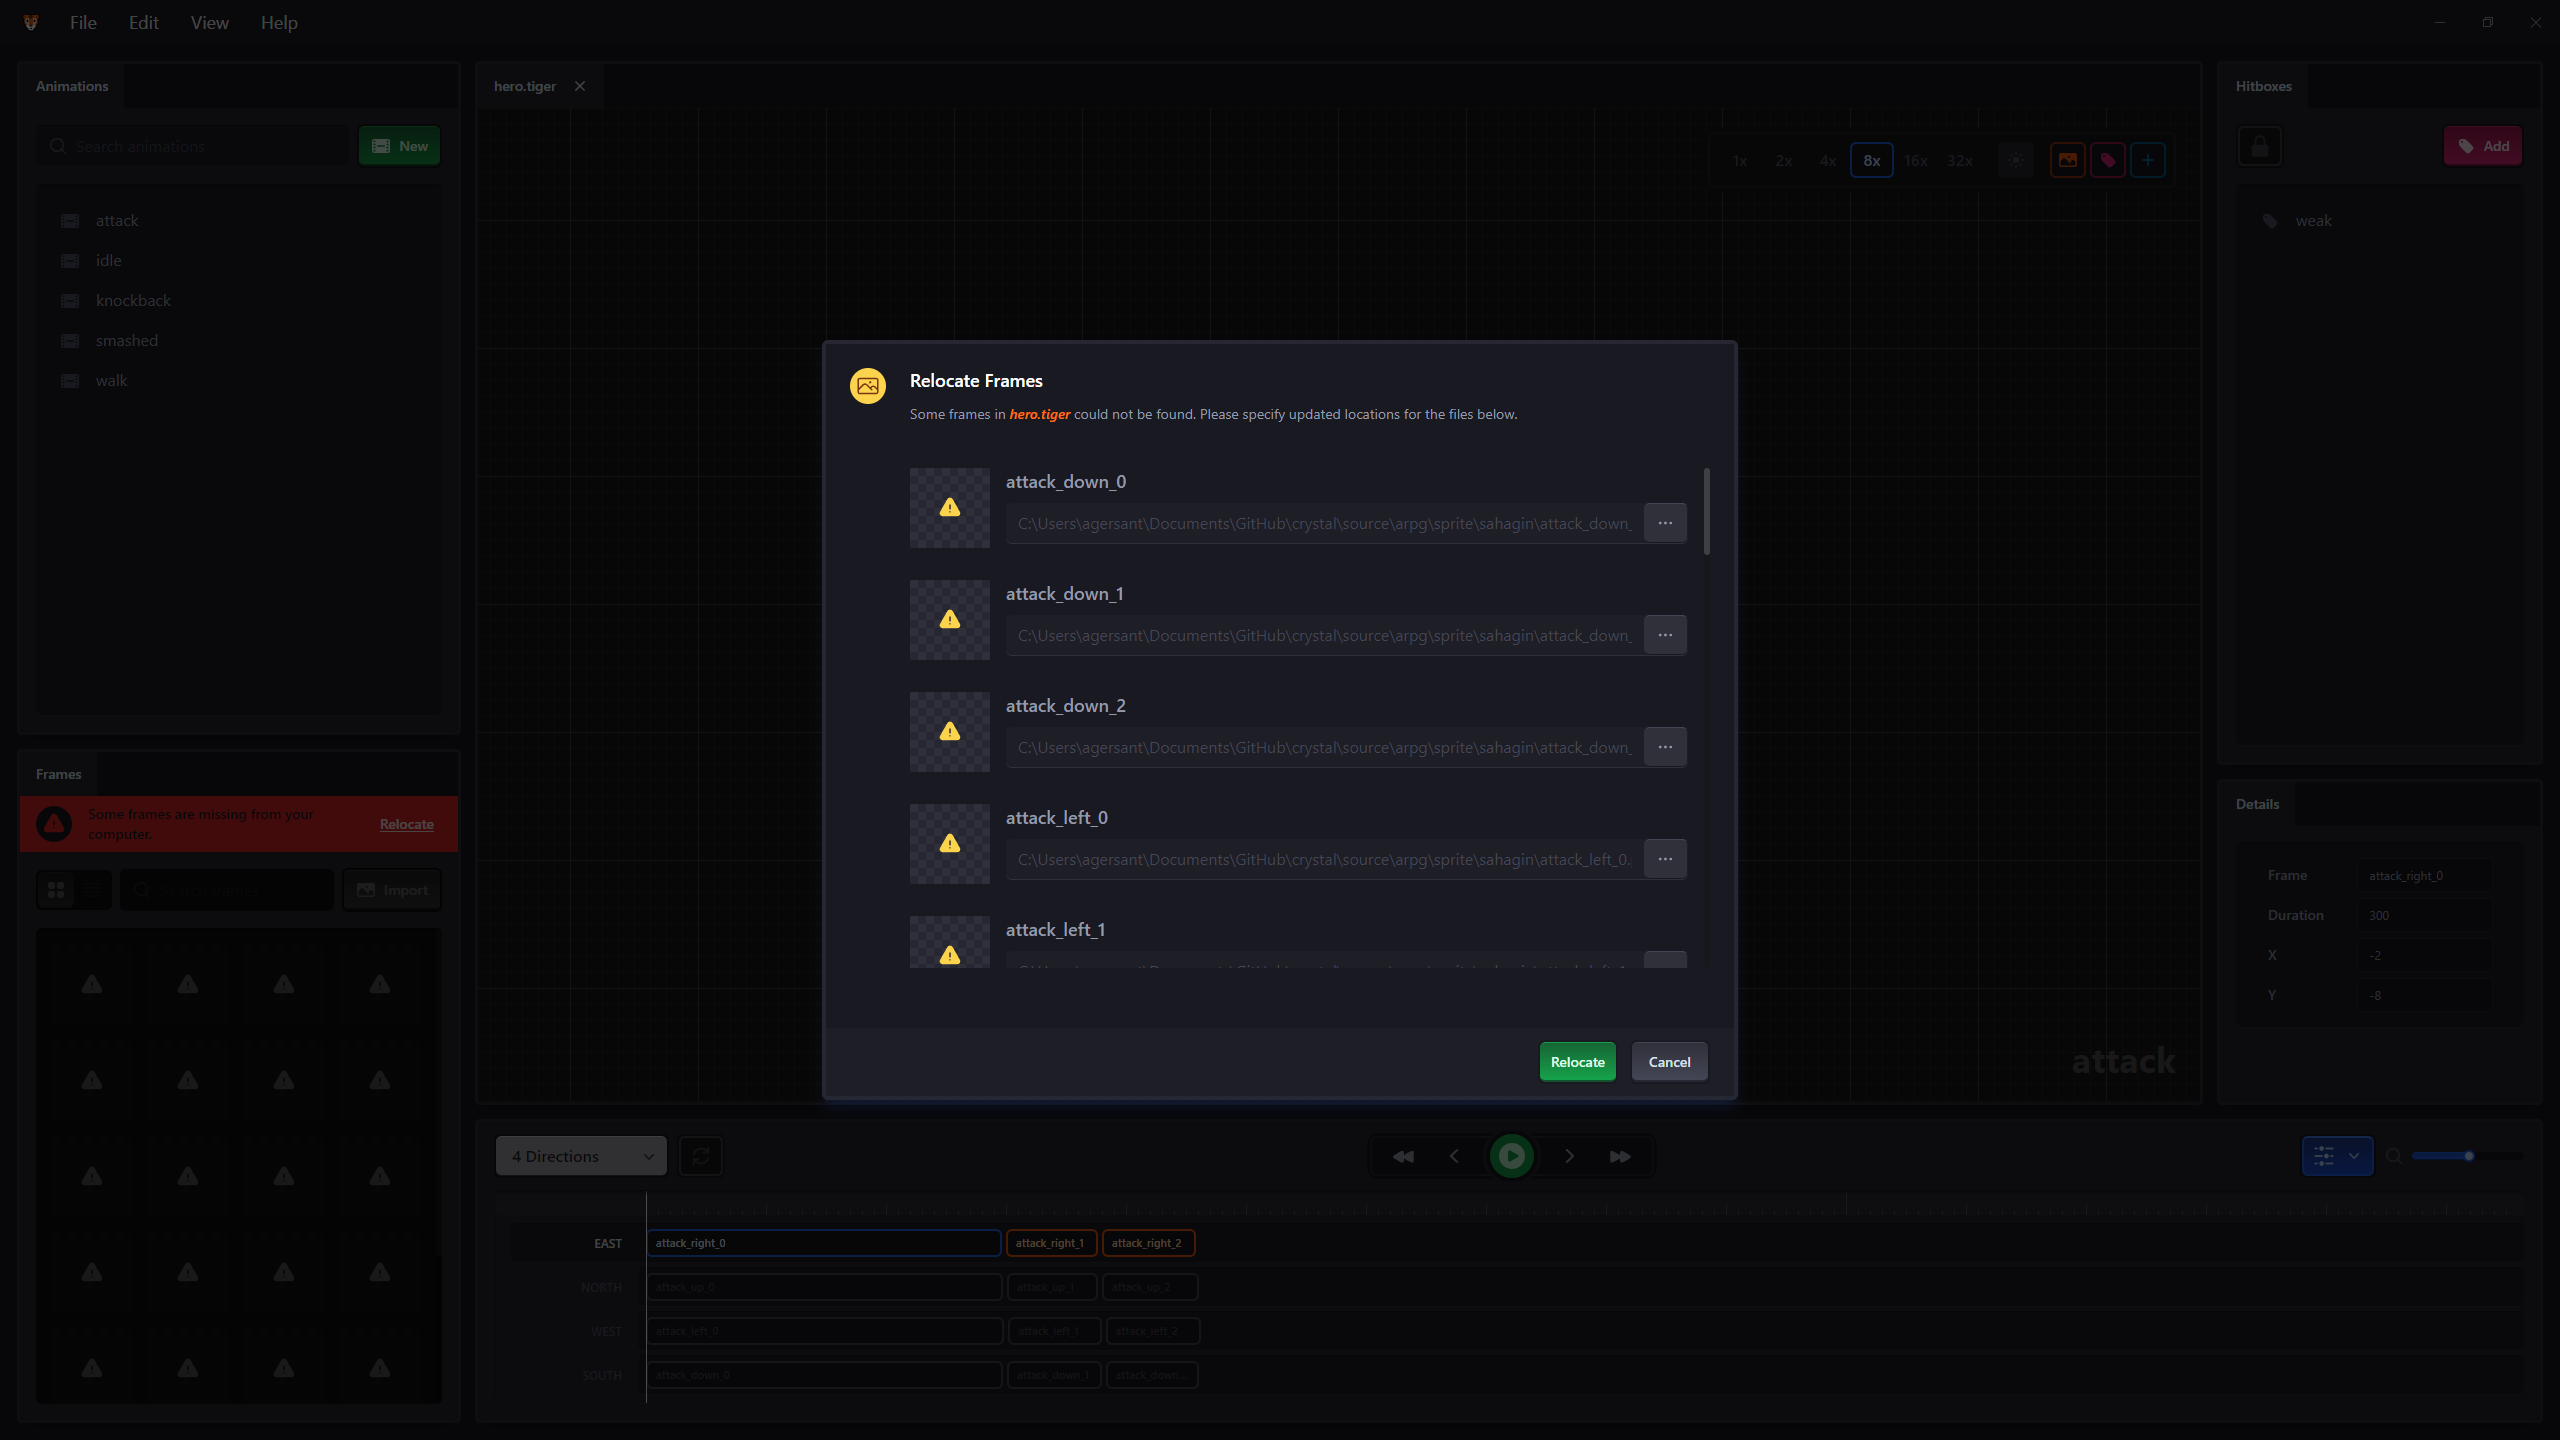 File Edit View Help
Animations
Search animations
New
attack
idle
knockback
smashed
walk
Frames
Some frames are missing from your
computer.
Relocate
Search frames
Import
hero.tiger
1x 2x 4x 8x 16x 32x
Relocate Frames
Some frames in hero.tiger could not be found. Please specify updated locations for the files below.
attack_down_0
C:\Users\agersant\Documents\GitHub\crystal\source\arpg\sprite\sahagin\attack_down_
...
attack_down_1
C:\Users\agersant\Documents\GitHub\crystal\source\arpg\sprite\sahagin\attack_down_
...
attack_down_2
C:\Users\agersant\Documents\GitHub\crystal\source\arpg\sprite\sahagin\attack_down_
...
attack_left_0
C:\Users\agersant\Documents\GitHub\crystal\source\arpg\sprite\sahagin\attack_left_0.
...
attack_left_1
Relocate
Cancel
attack
Hitboxes
Add
weak
Details
Frame attack_right_0
Duration 300
X -2
Y -8
4 Directions
EAST attack_right_0 attack_right_1 attack_right_2
NORTH attack_up_0 attack_up_1 attack_up_2
WEST attack_left_0 attack_left_1 attack_left_2
SOUTH attack_down_0 attack_down_1 attack_down...